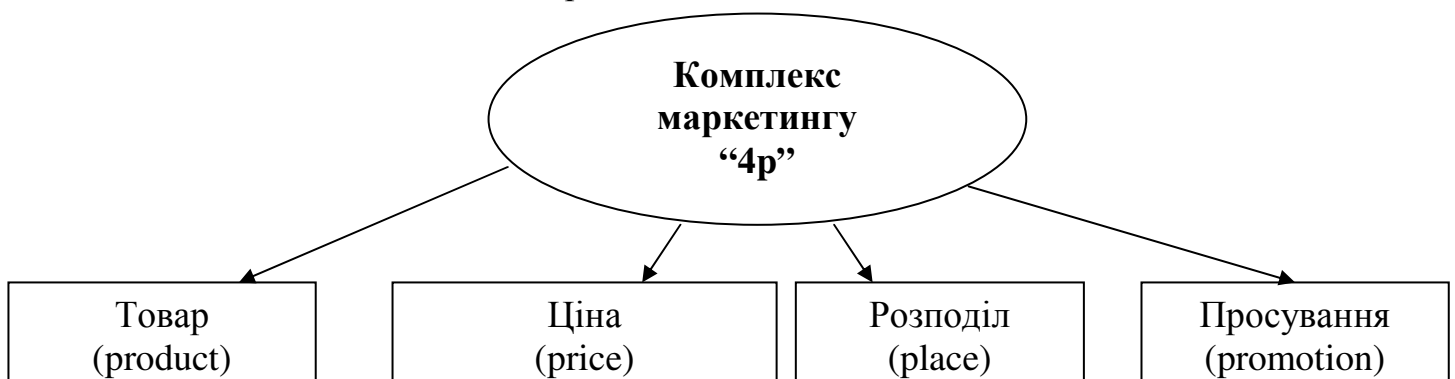 Комплекс
маркетингу
“4р”
Товар
(product)
Ціна
(price)
Розподіл
(place)
Просування
(promotion)